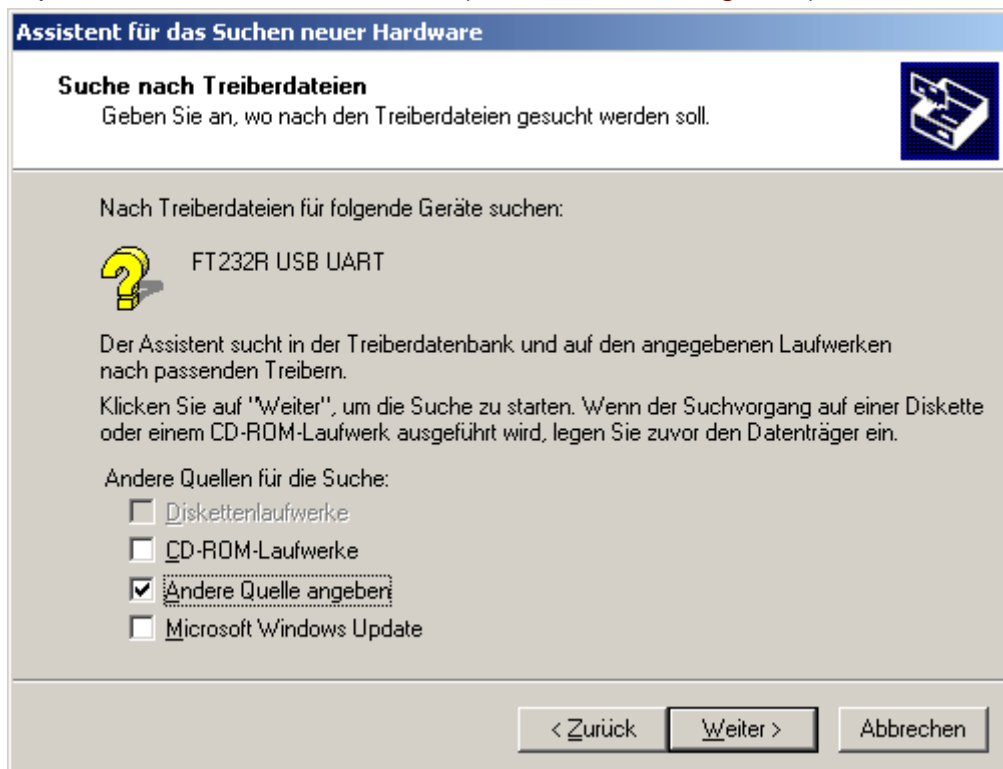 Assistent für das Suchen neuer Hardware
Suche nach Treiberdateien
Geben Sie an, wo nach den Treiberdateien gesucht werden soll.
Nach Treiberdateien für folgende Geräte suchen:
FT232R USB UART
Der Assistent sucht in der Treiberdatenbank und auf den angegebenen Laufwerken
nach passenden Treibern.
Klicken Sie auf "Weiter", um die Suche zu starten. Wenn der Suchvorgang auf einer Diskette
oder einem CD-ROM-Laufwerk ausgeführt wird, legen Sie zuvor den Datenträger ein.
Andere Quellen für die Suche:
Diskettenlaufwerke
CD-ROM-Laufwerke
Andere Quelle angeben
Microsoft Windows Update
< Zurück
Weiter >
Abbrechen